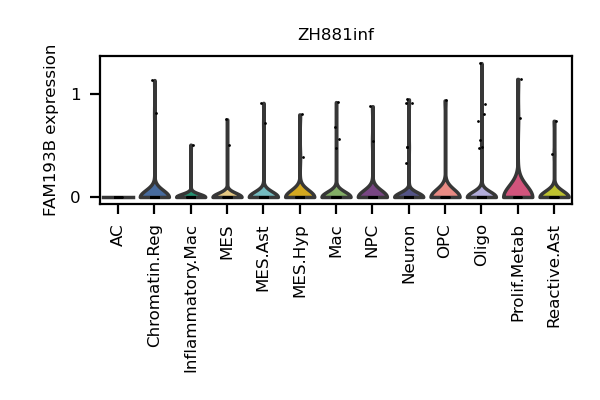 ZH881inf
FAM193B expression
1
0
AC
Chromatin.Reg
Inflammatory.Mac
MES
MES.Ast
MES.Hyp
Mac
NPC
Neuron
OPC
Oligo
Prolif.Metab
Reactive.Ast